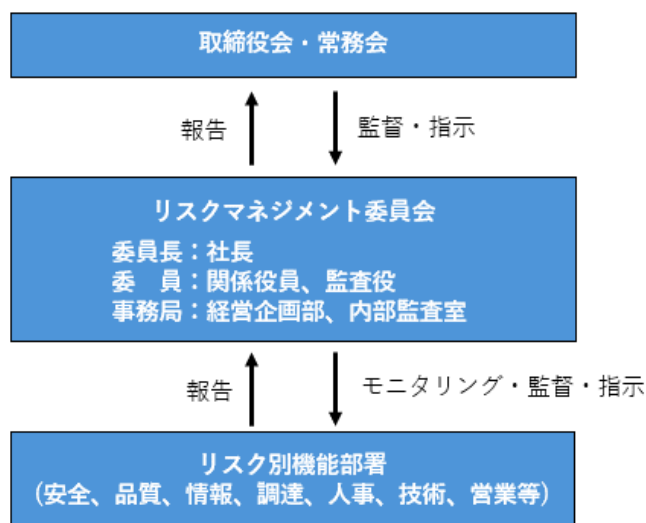 取締役会・常務会
報告
監督・指示
リスクマネジメント委員会
委員長：社長
委　員：関係役員、監査役
事務局：経営企画部、内部監査室
報告
モニタリング・監督・指示
リスク別機能部署
(安全、品質、情報、調達、人事、技術、営業等)